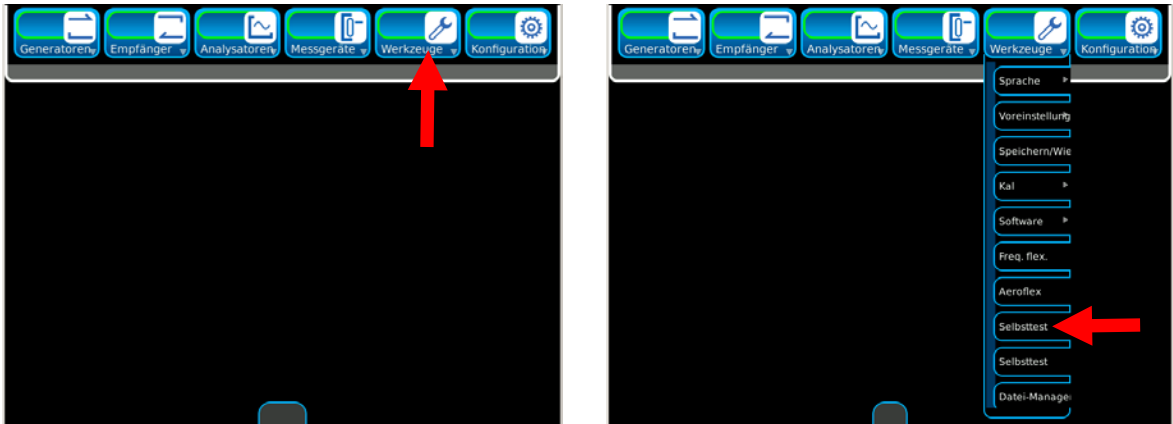 Generatoren Empfänger Analysatoren Messgeräte Werkzeuge Konfiguration
Generatoren Empfänger Analysatoren Messgeräte Werkzeuge Konfiguration
Sprache
Voreinstellung
Speichern/Wie
Kal
Software
Freq. flex.
Aeroflex
Selbsttest
Selbsttest
Datei-Manage